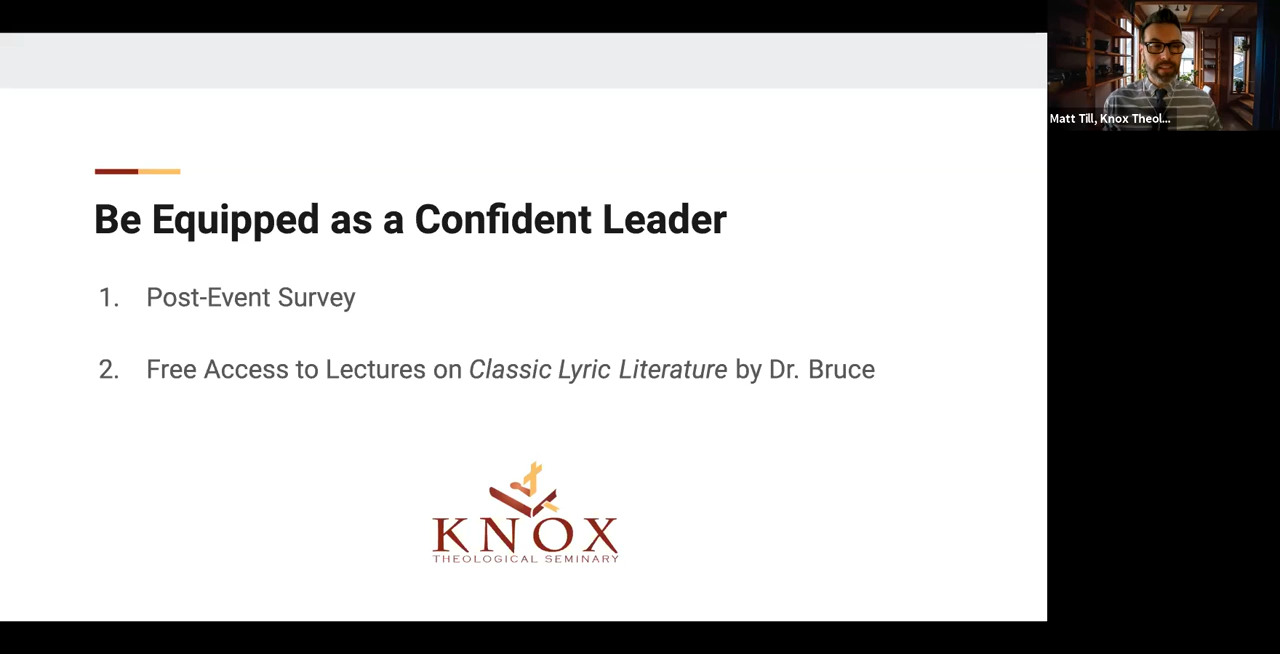 Matt Till, Knox Theol...
Be Equipped as a Confident Leader
1. Post-Event Survey
2. Free Access to Lectures on Classic Lyric Literature by Dr. Bruce
KNOX
THEOLOGICAL SEMINARY